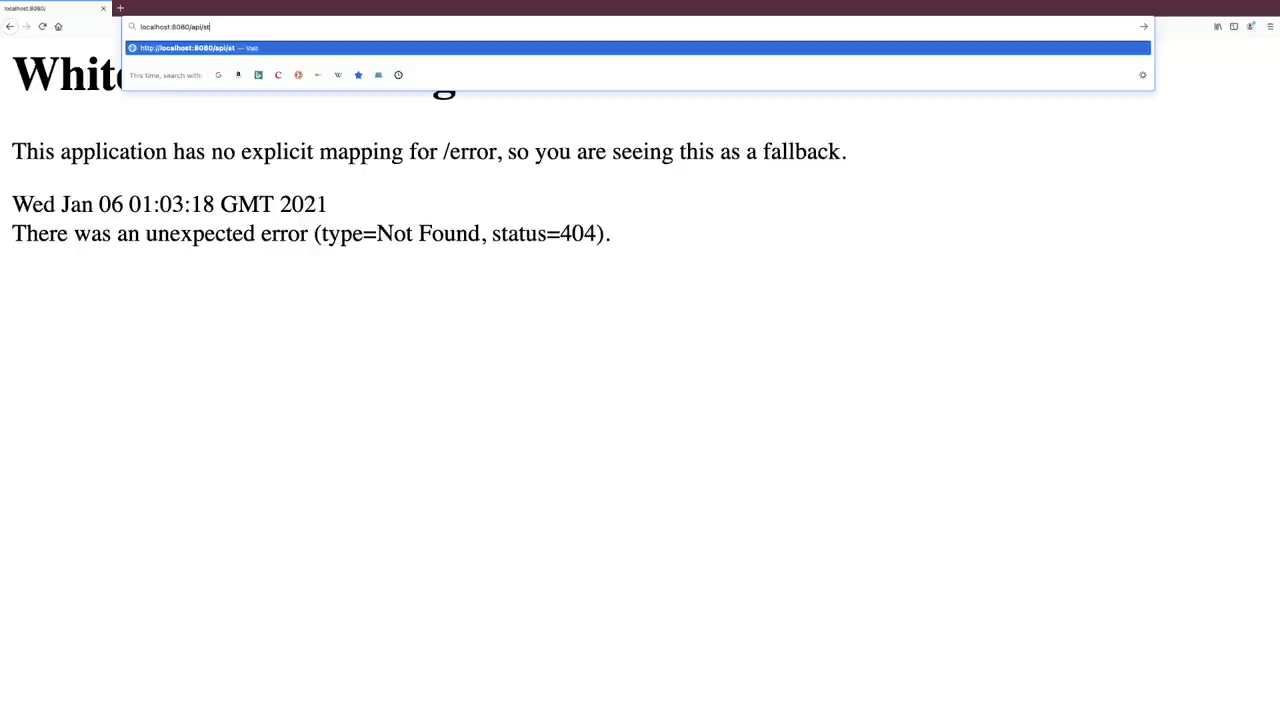 localhost:8080/
localhost:8080/api/st
http://localhost:8080/api/st — Visit
This time, search with:
White
This application has no explicit mapping for /error, so you are seeing this as a fallback.
Wed Jan 06 01:03:18 GMT 2021
There was an unexpected error (type=Not Found, status=404).